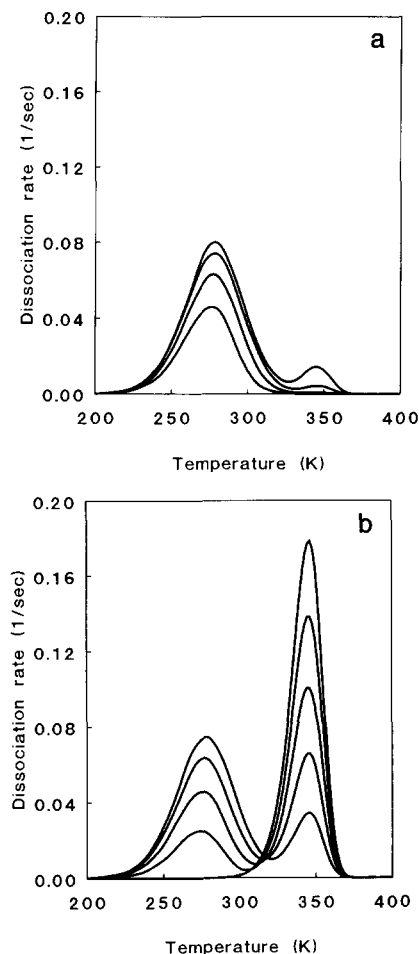 a
0.20
0.16
0.12
0.08
0.04
0.00
Dissociation rate (1/sec)
200 250 300 350 400
Temperature (K)
b
0.20
0.16
0.12
0.08
0.04
0.00
Dissociation rate (1/sec)
200 250 300 350 400
Temperature (K)